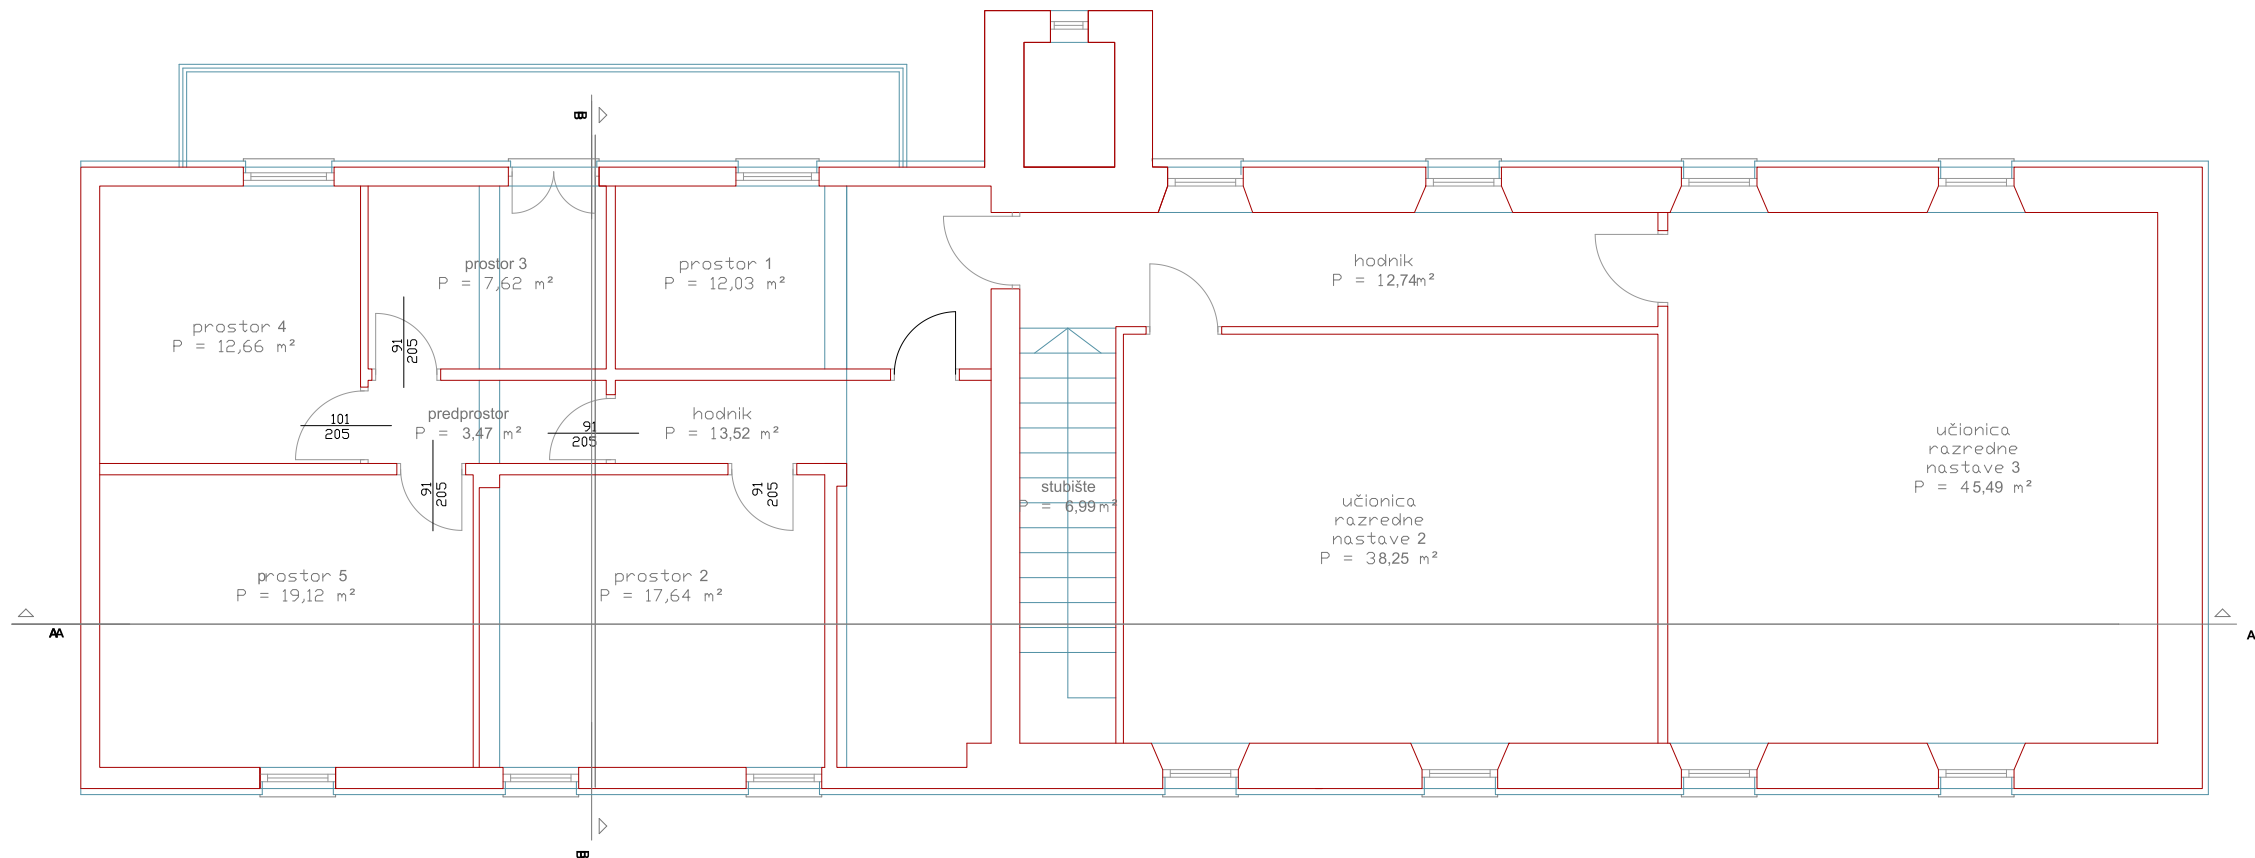 B
prostor 3
P = 7,62 m²
prostor 1
P = 12,03 m²
hodnik
P = 12,74m²
prostor 4
P = 12,66 m²
91
205
101
205
predprostor
P = 3,47 m²
91
205
hodnik
P = 13,52 m²
učionica
razredne
nastave 3
P = 45,49 m²
91
205
91
205
stubište
P = 6,99m²
učionica
razredne
nastave 2
P = 38,25 m²
prostor 5
P = 19,12 m²
prostor 2
P = 17,64 m²
AA
A
B